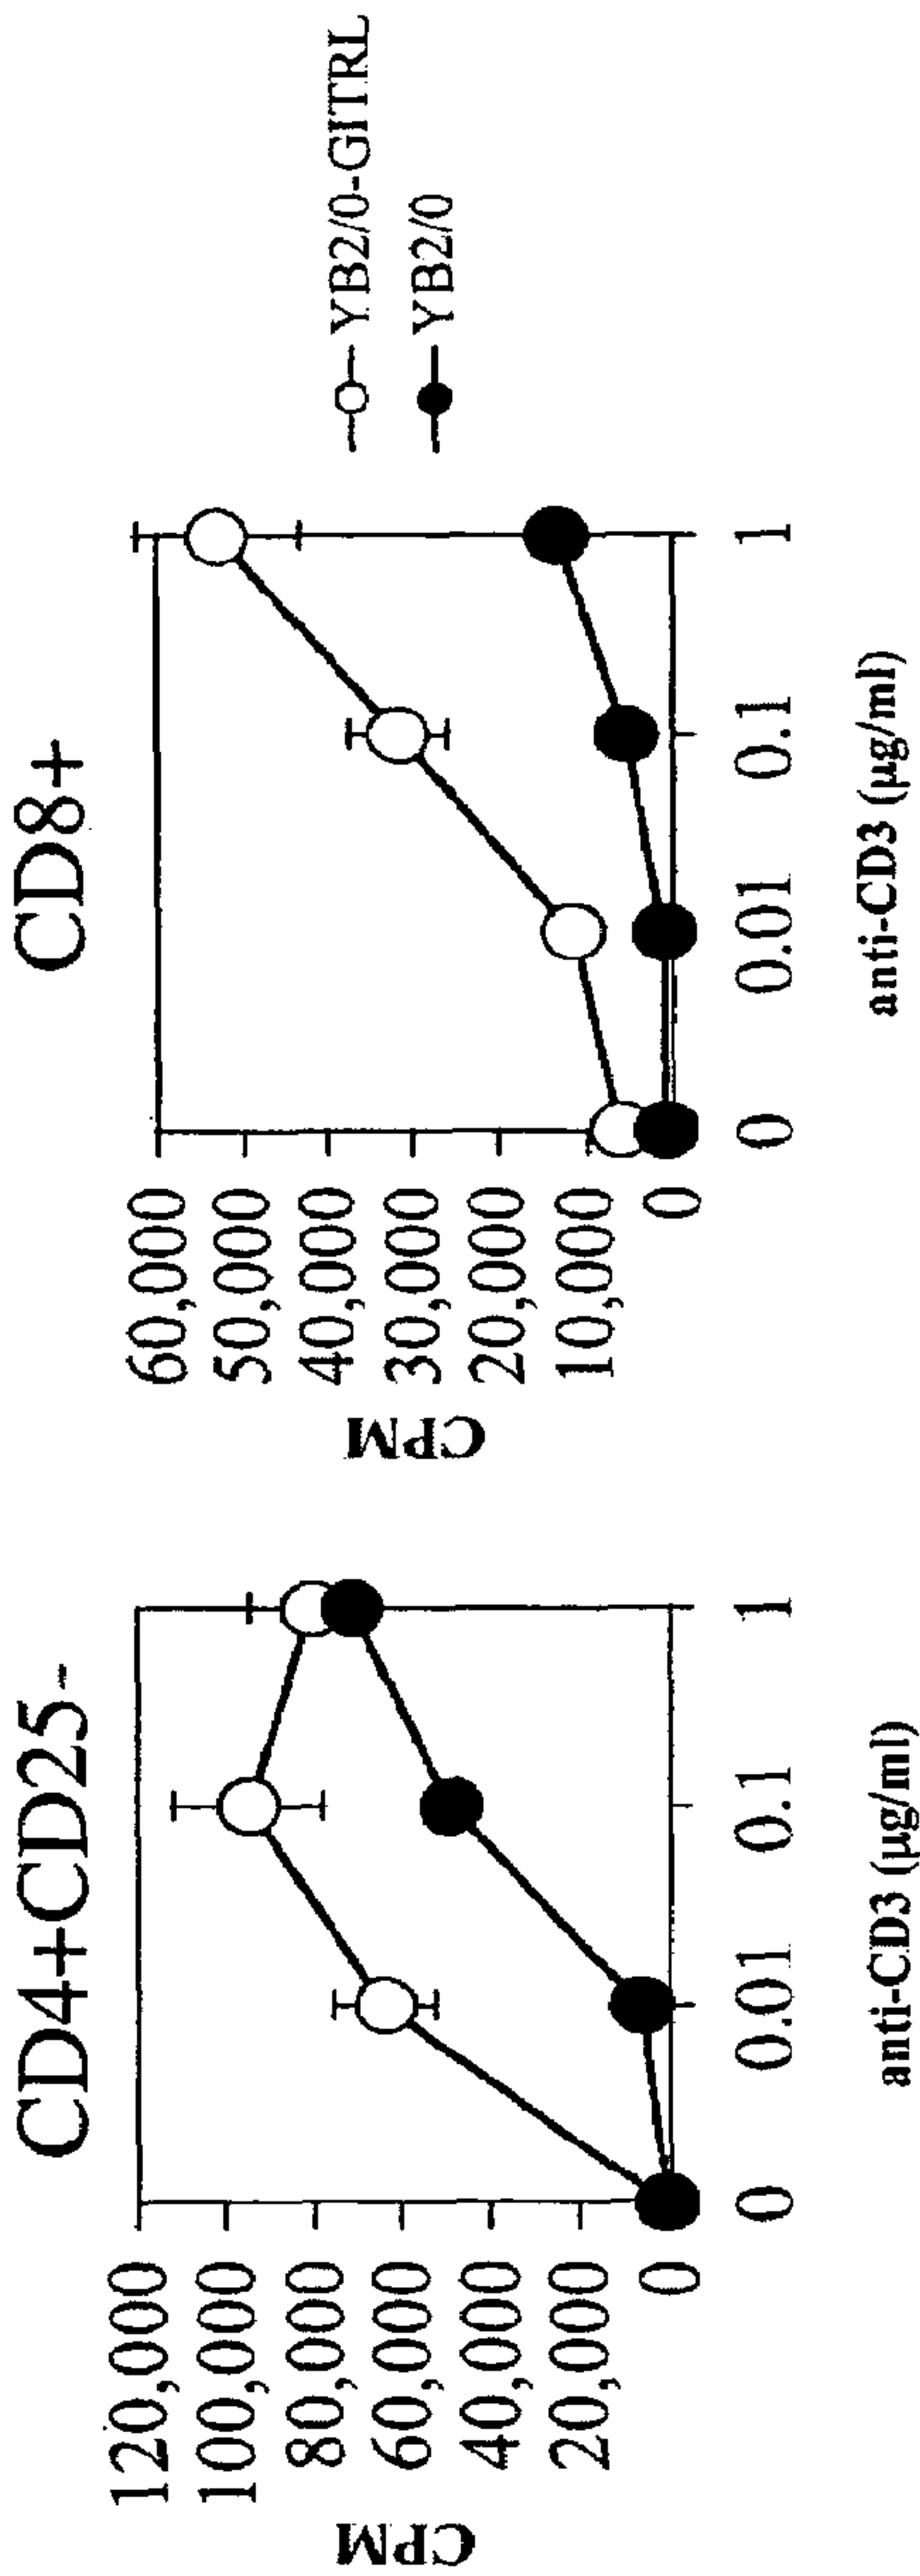 CD4+CD25-
CPM
120,000
100,000
80,000
60,000
40,000
20,000
0
0 0.01 0.1 1
anti-CD3 (µg/ml)
CD8+
CPM
60,000
50,000
40,000
30,000
20,000
10,000
0
0 0.01 0.1 1
anti-CD3 (µg/ml)
YB2/0-GITRL
YB2/0